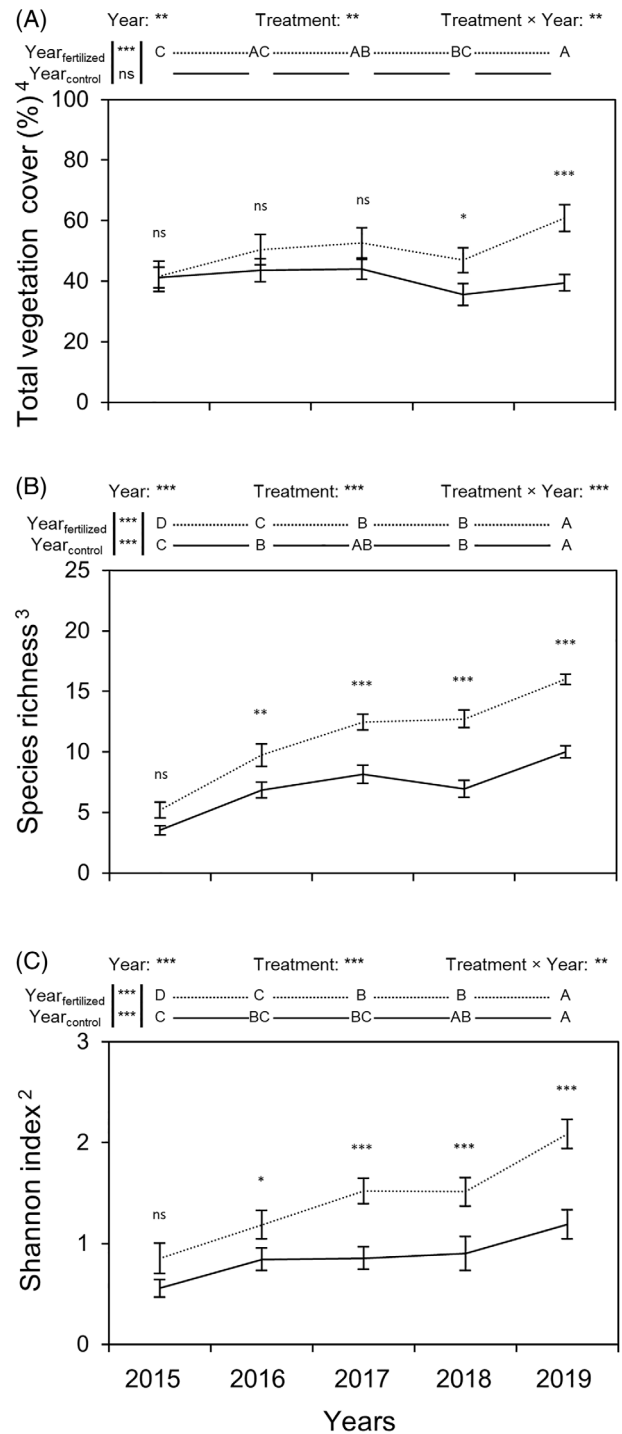 (A)
Year: ** Treatment: ** Treatment × Year: **
Yearfertilized *** C AC AB BC A
Yearcontrol ns
Total vegetation cover (%)4
100
80
60
40
20
0
ns ns ns * ***
(B)
Year: *** Treatment: *** Treatment × Year: ***
Yearfertilized *** D C B B A
Yearcontrol *** C B AB B A
Species richness3
25
20
15
10
5
0
ns ** *** *** ***
(C)
Year: *** Treatment: *** Treatment × Year: **
Yearfertilized *** D C B B A
Yearcontrol *** C BC BC AB A
Shannon index2
3
2
1
0
ns * *** *** ***
2015 2016 2017 2018 2019
Years